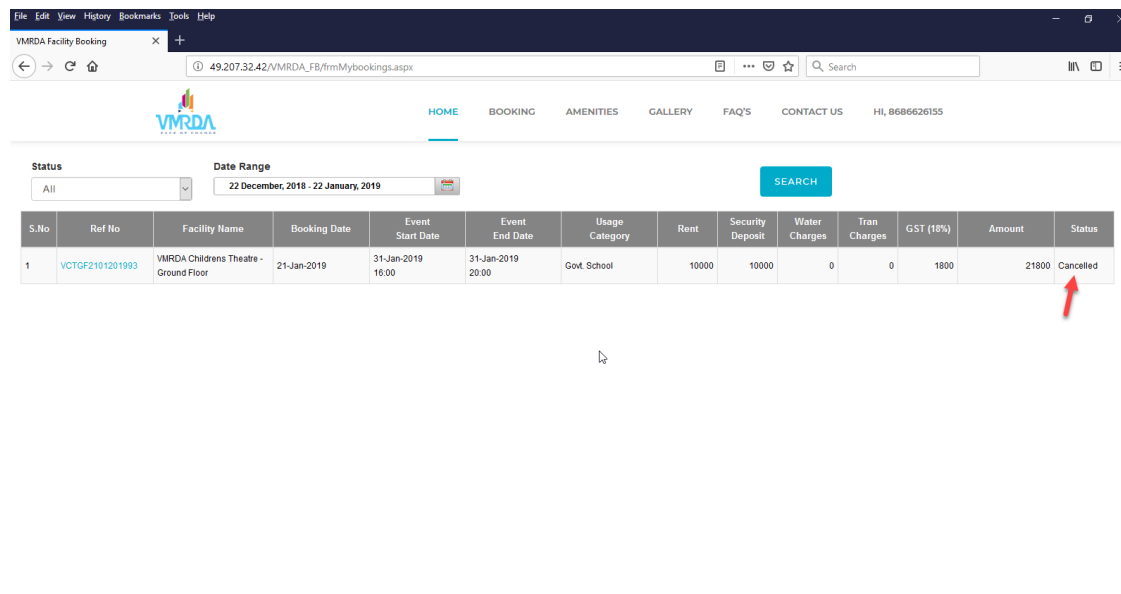 File Edit View History Bookmarks Tools Help
VMRDA Facility Booking
49.207.32.42/VMRDA_FB/frmMybookings.aspx
Search
VMRDA
HOME BOOKING AMENITIES GALLERY FAQ'S CONTACT US HI, 8686626155
Status Date Range
All 22 December, 2018 - 22 January, 2019 SEARCH
S.No Ref No Facility Name Booking Date Event Start Date Event End Date Usage Category Rent Security Deposit Water Charges Tran Charges GST (18%) Amount Status
1 VCTGF2101201993 VMRDA Childrens Theatre - Ground Floor 21-Jan-2019 31-Jan-2019 16:00 31-Jan-2019 20:00 Govt. School 10000 10000 0 0 1800 21800 Cancelled